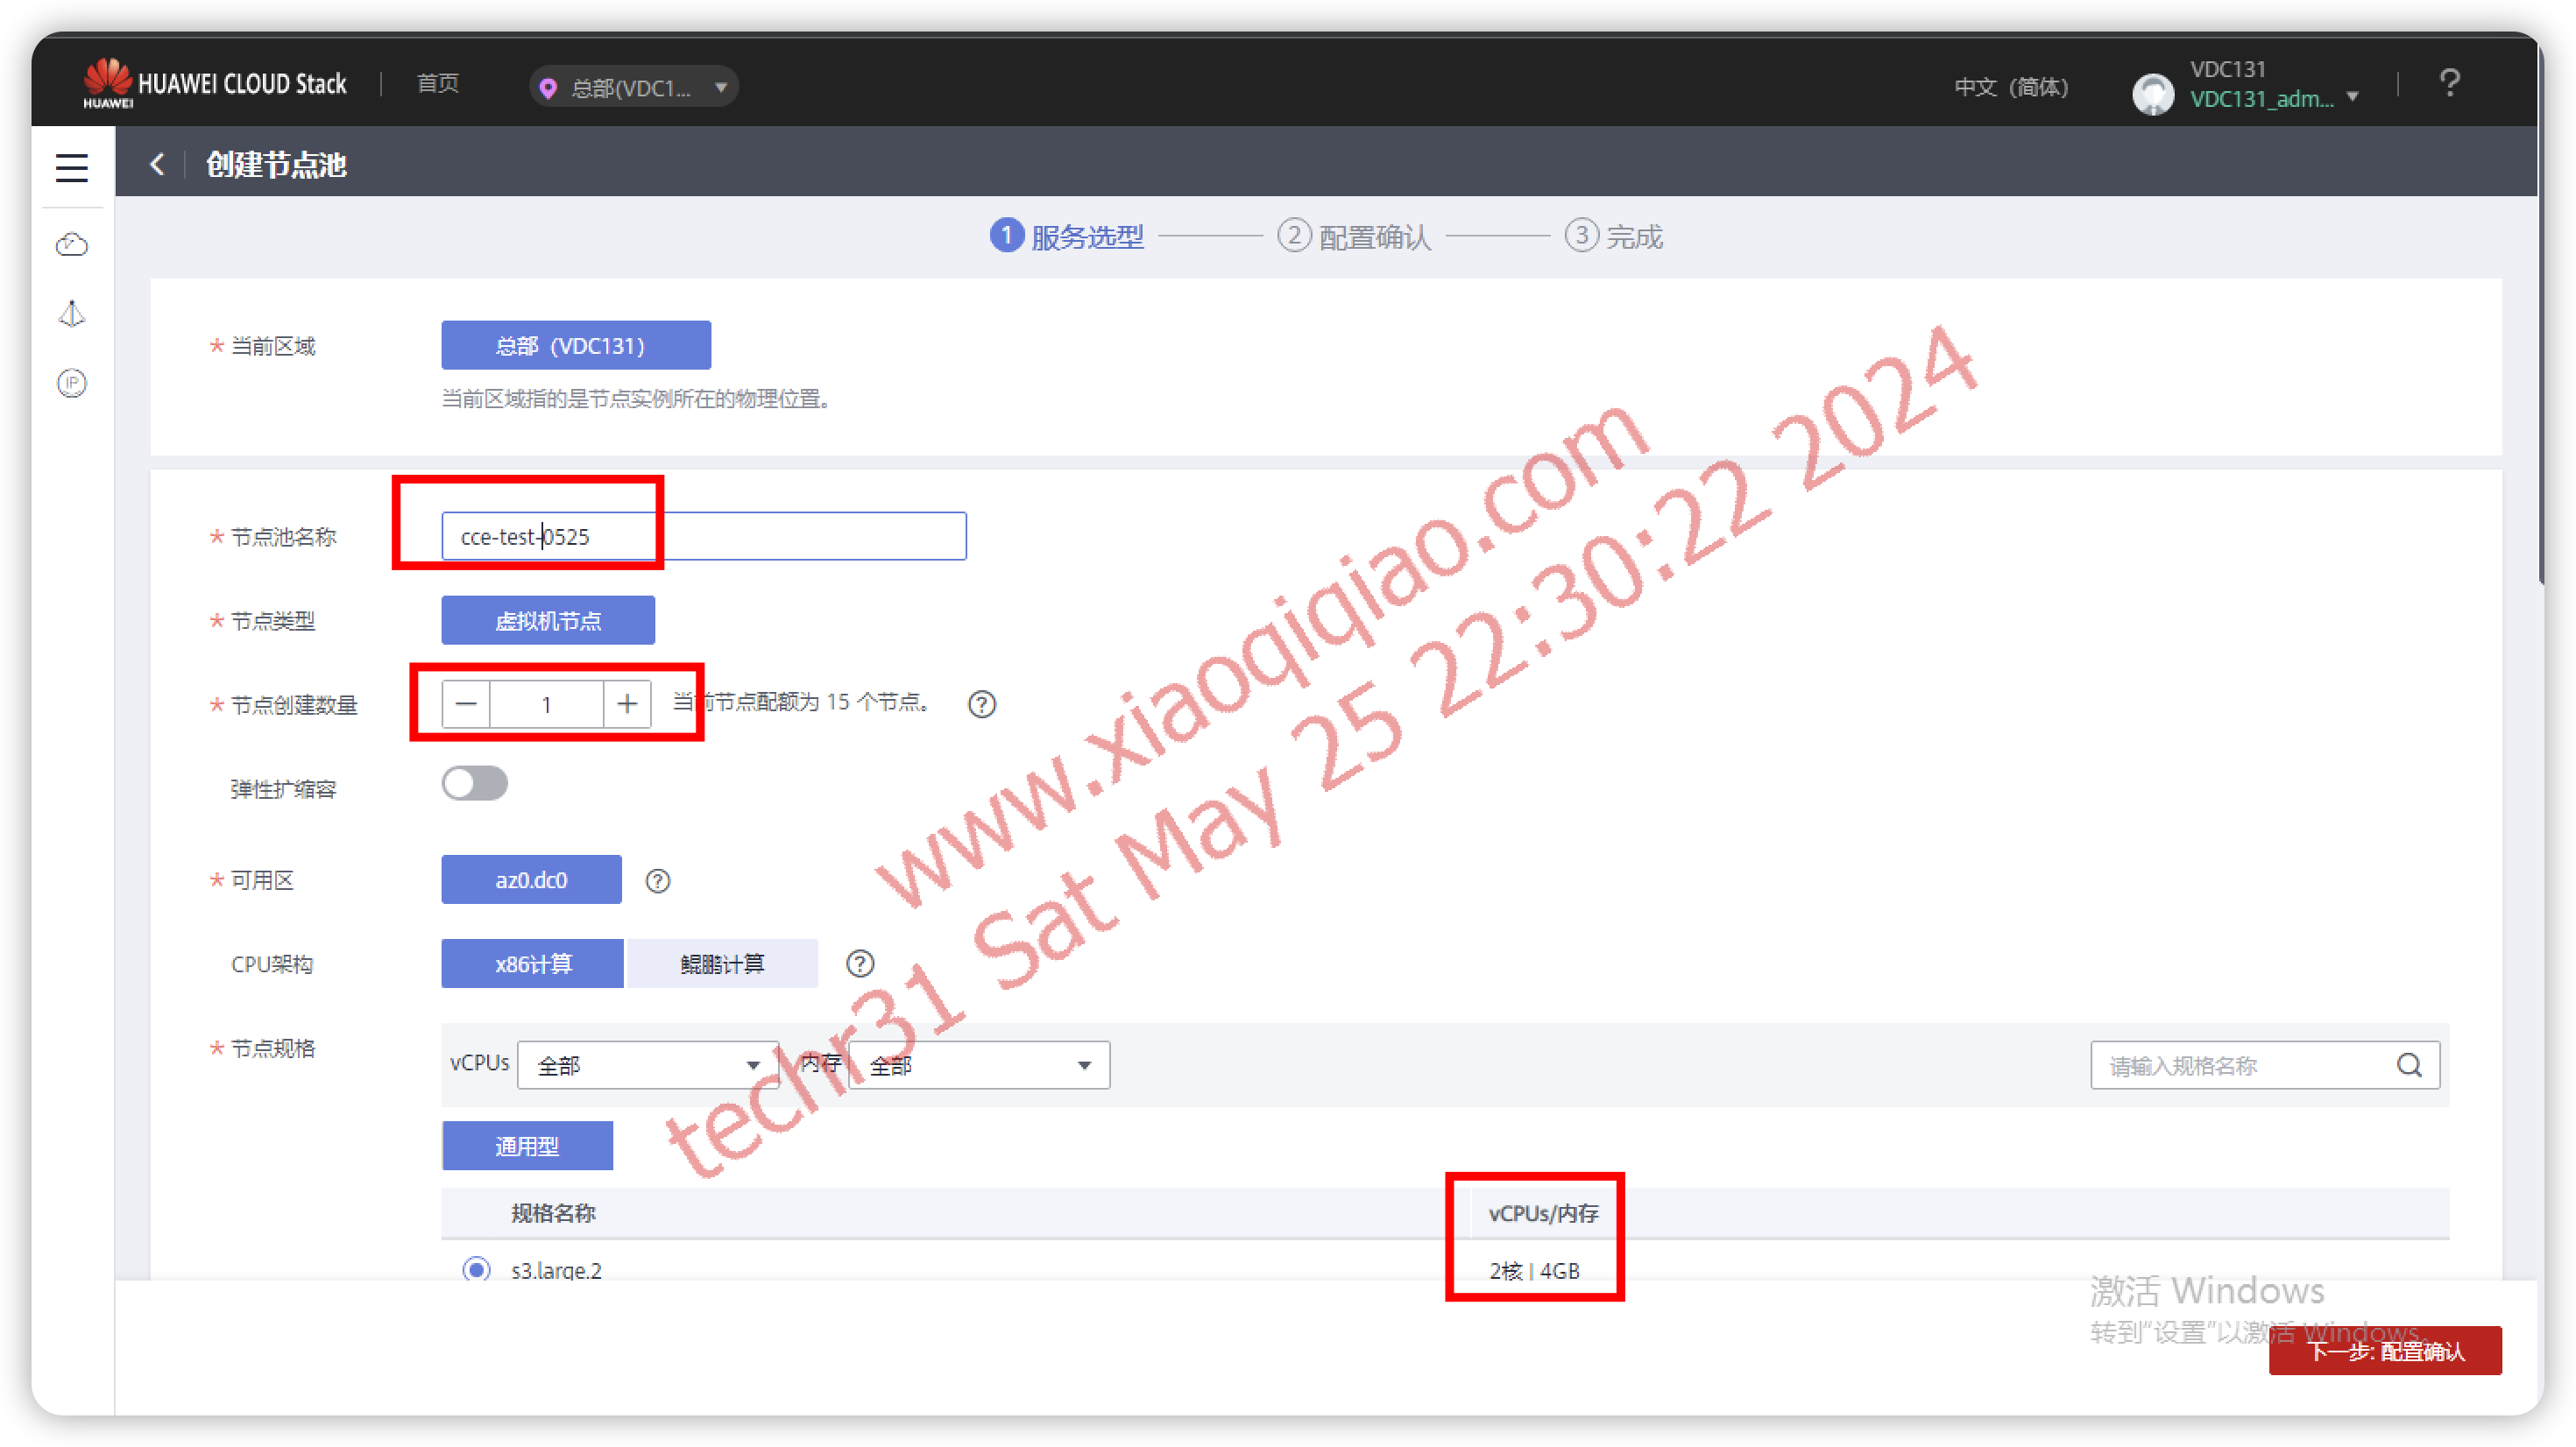 HUAWEI HUAWEI CLOUD Stack 首页 总部(VDC1... 中文（简体） VDC131
VDC131_adm... ?
创建节点池
1 服务选型 2 配置确认 3 完成
* 当前区域 总部（VDC131）
当前区域指的是节点实例所在的物理位置。
* 节点池名称 cce-test-0525
* 节点类型 虚拟机节点
* 节点创建数量 — 1 + 当前节点配额为 15 个节点。 ?
弹性扩缩容
* 可用区 az0.dc0 ?
CPU架构 x86计算 鲲鹏计算 ?
* 节点规格 vCPUs 全部 内存 全部 请输入规格名称
通用型
规格名称 vCPUs/内存
s3.large.2 2核 | 4GB
IP
www.xiaoqiqiao.com
techr31 Sat May 25 22:30:22 2024
激活 Windows
转到"设置"以激活 Windows。
下一步: 配置确认